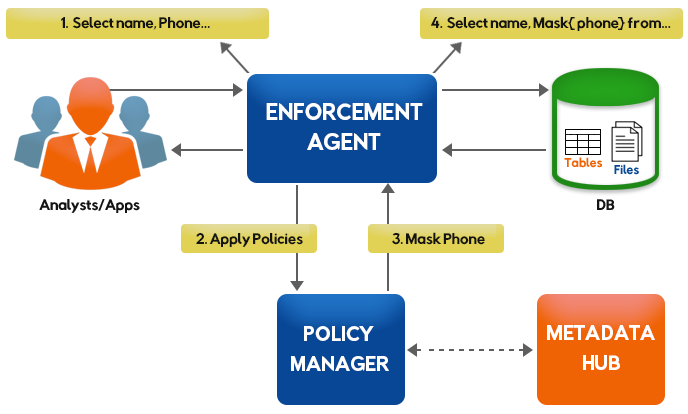 1. Select name, Phone...
4. Select name, Mask{ phone} from...
ENFORCEMENT
AGENT
Tables
Files
Analysts/Apps
DB
2. Apply Policies
3. Mask Phone
POLICY
MANAGER
METADATA
HUB